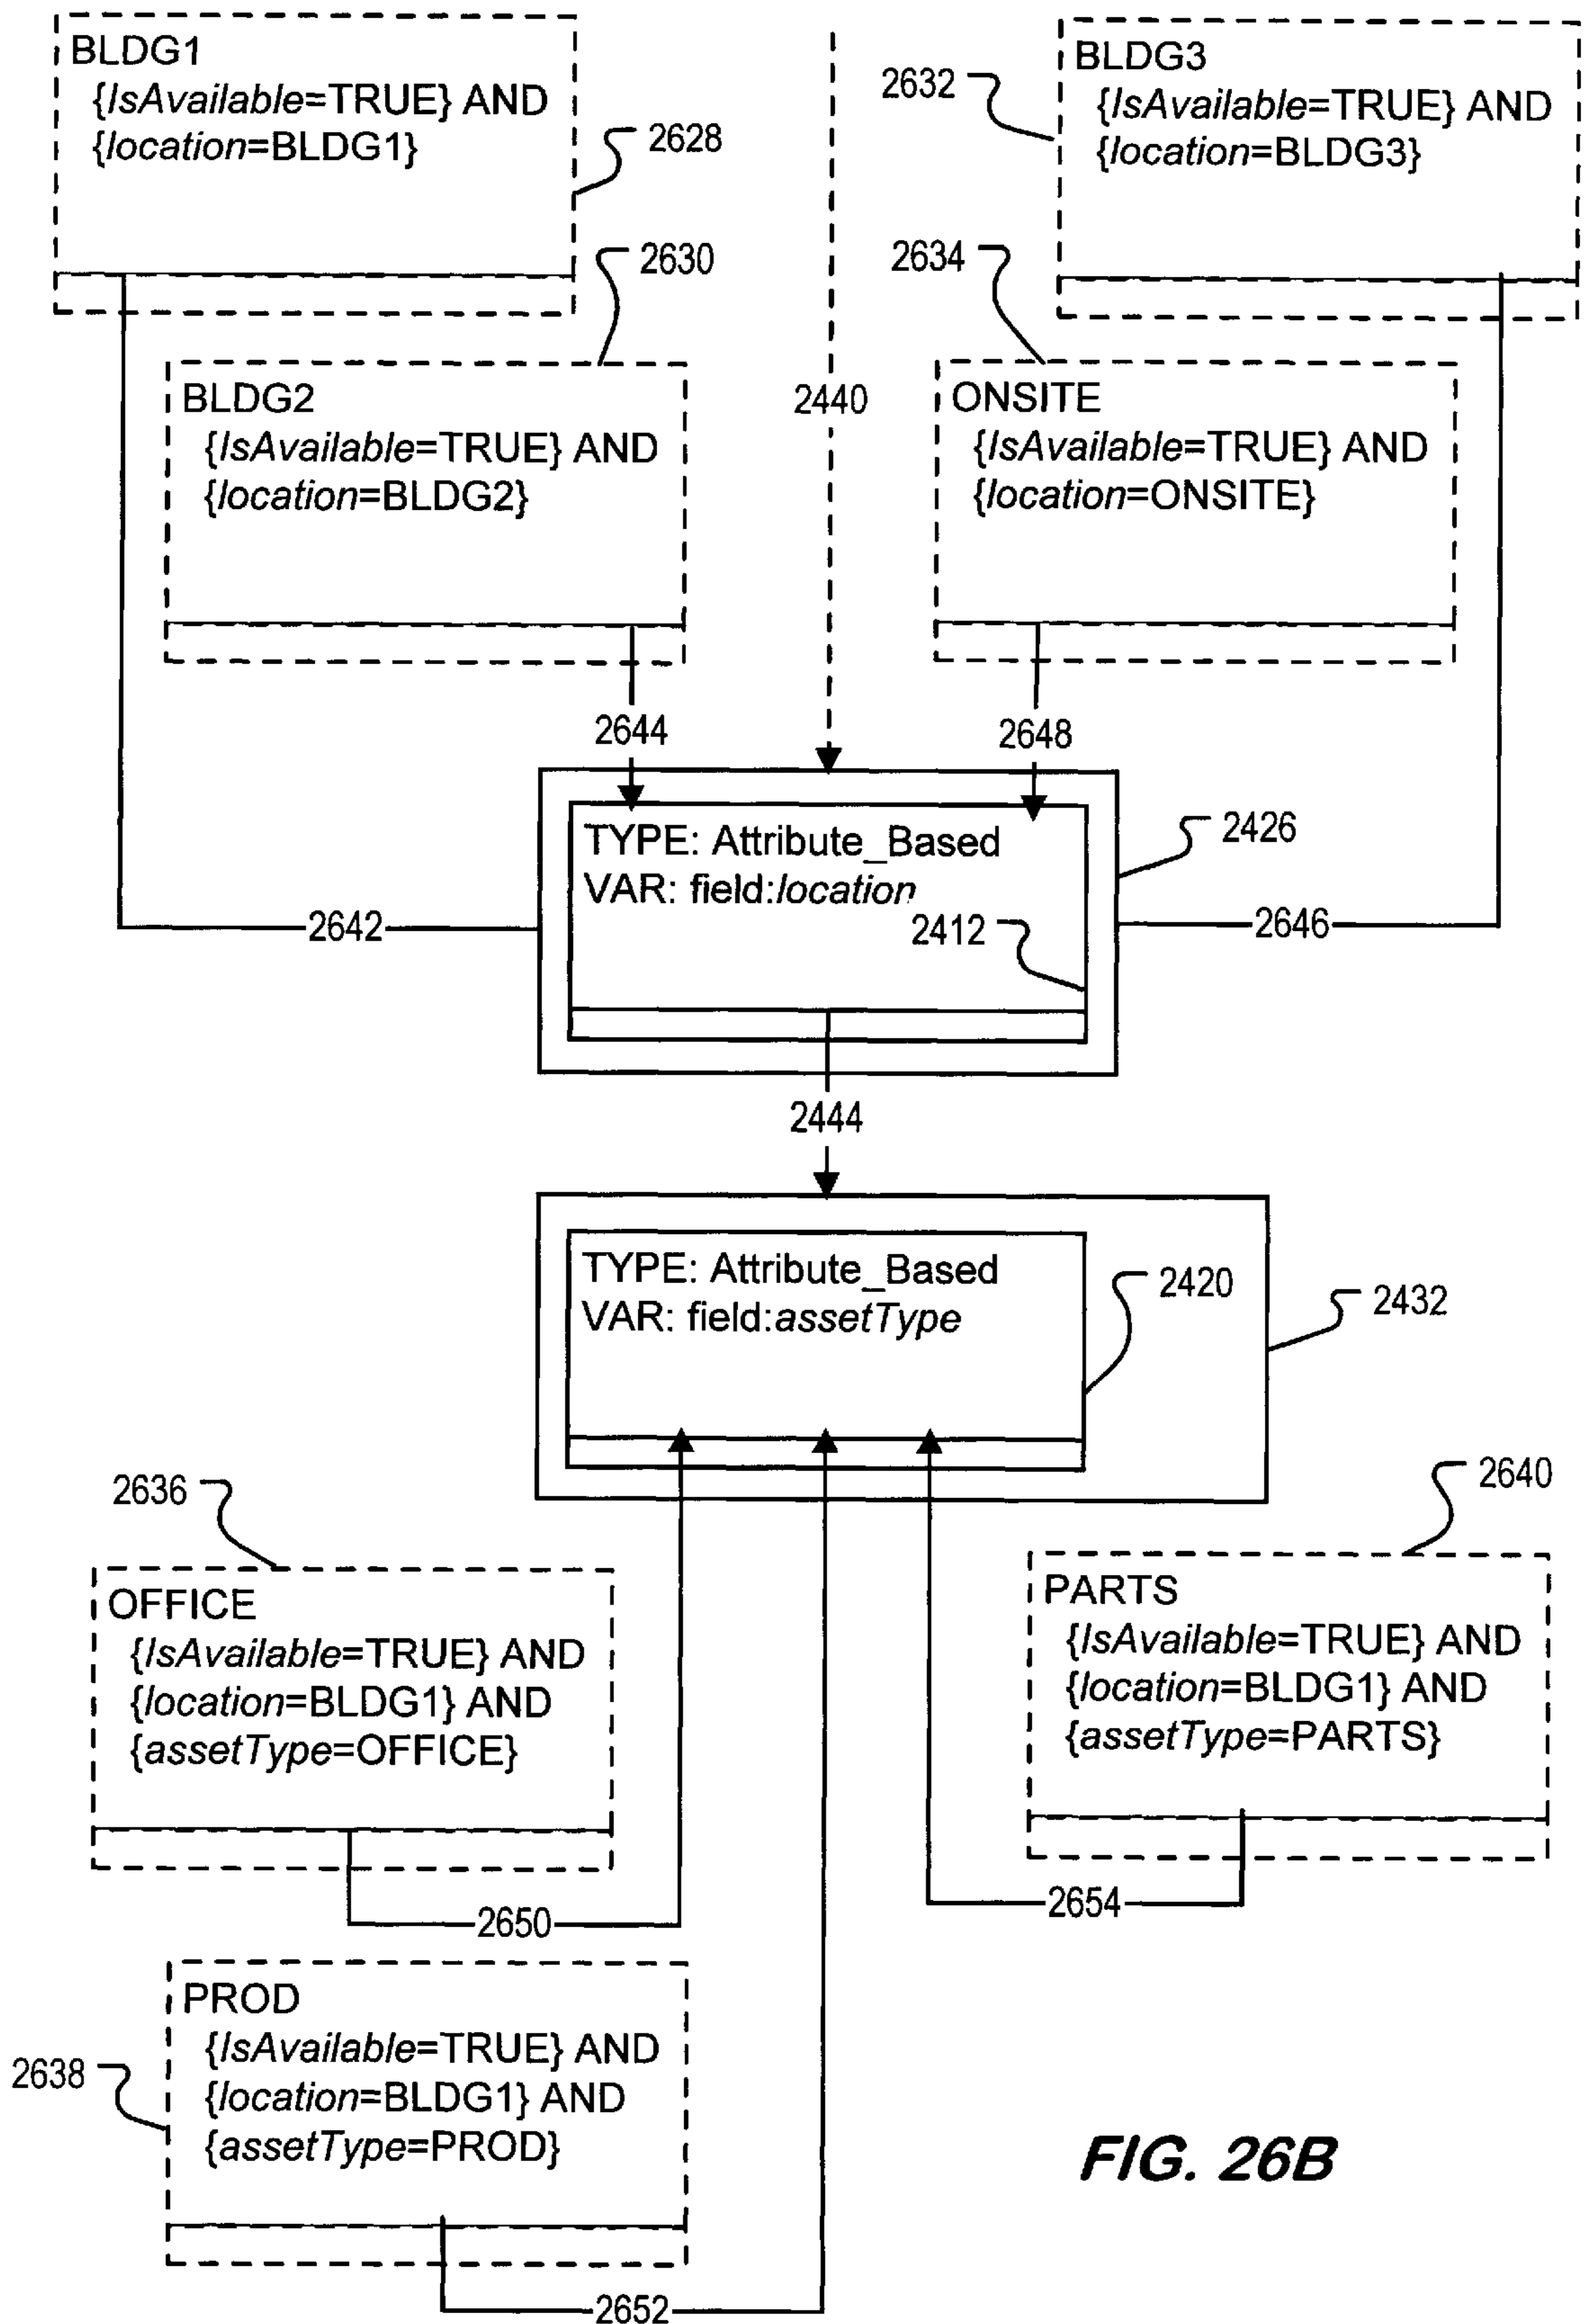 BLDG1
{IsAvailable=TRUE} AND
{location=BLDG1}
2628
BLDG3
{IsAvailable=TRUE} AND
{location=BLDG3}
2632
2630
BLDG2
{IsAvailable=TRUE} AND
{location=BLDG2}
2440
2634
ONSITE
{IsAvailable=TRUE} AND
{location=ONSITE}
2644
2648
TYPE: Attribute_Based
VAR: field:location
2412
2426
2642
2646
2444
TYPE: Attribute_Based
VAR: field:assetType
2420
2432
2636
OFFICE
{IsAvailable=TRUE} AND
{location=BLDG1} AND
{assetType=OFFICE}
2640
PARTS
{IsAvailable=TRUE} AND
{location=BLDG1} AND
{assetType=PARTS}
2650
2654
PROD
{IsAvailable=TRUE} AND
{location=BLDG1} AND
{assetType=PROD}
2638
2652
FIG. 26B